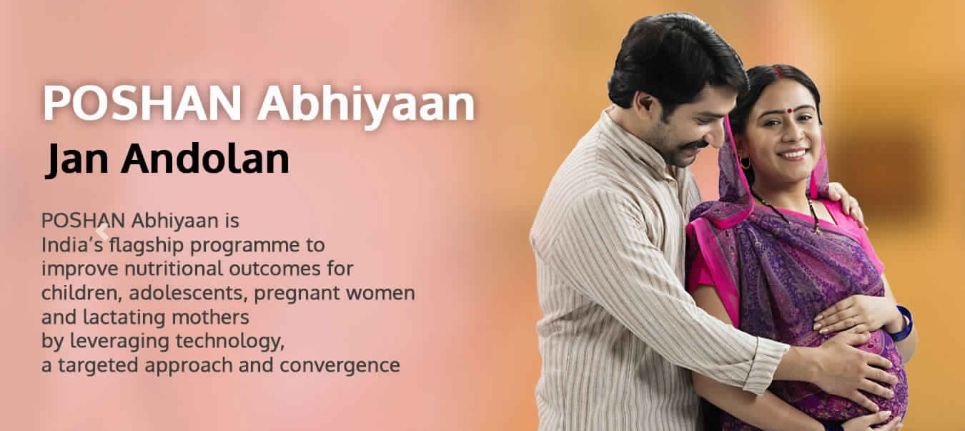 POSHAN Abhiyaan
Jan Andolan
POSHAN Abhiyaan is
India’s flagship programme to
improve nutritional outcomes for
children, adolescents, pregnant women
and lactating mothers
by leveraging technology,
a targeted approach and convergence